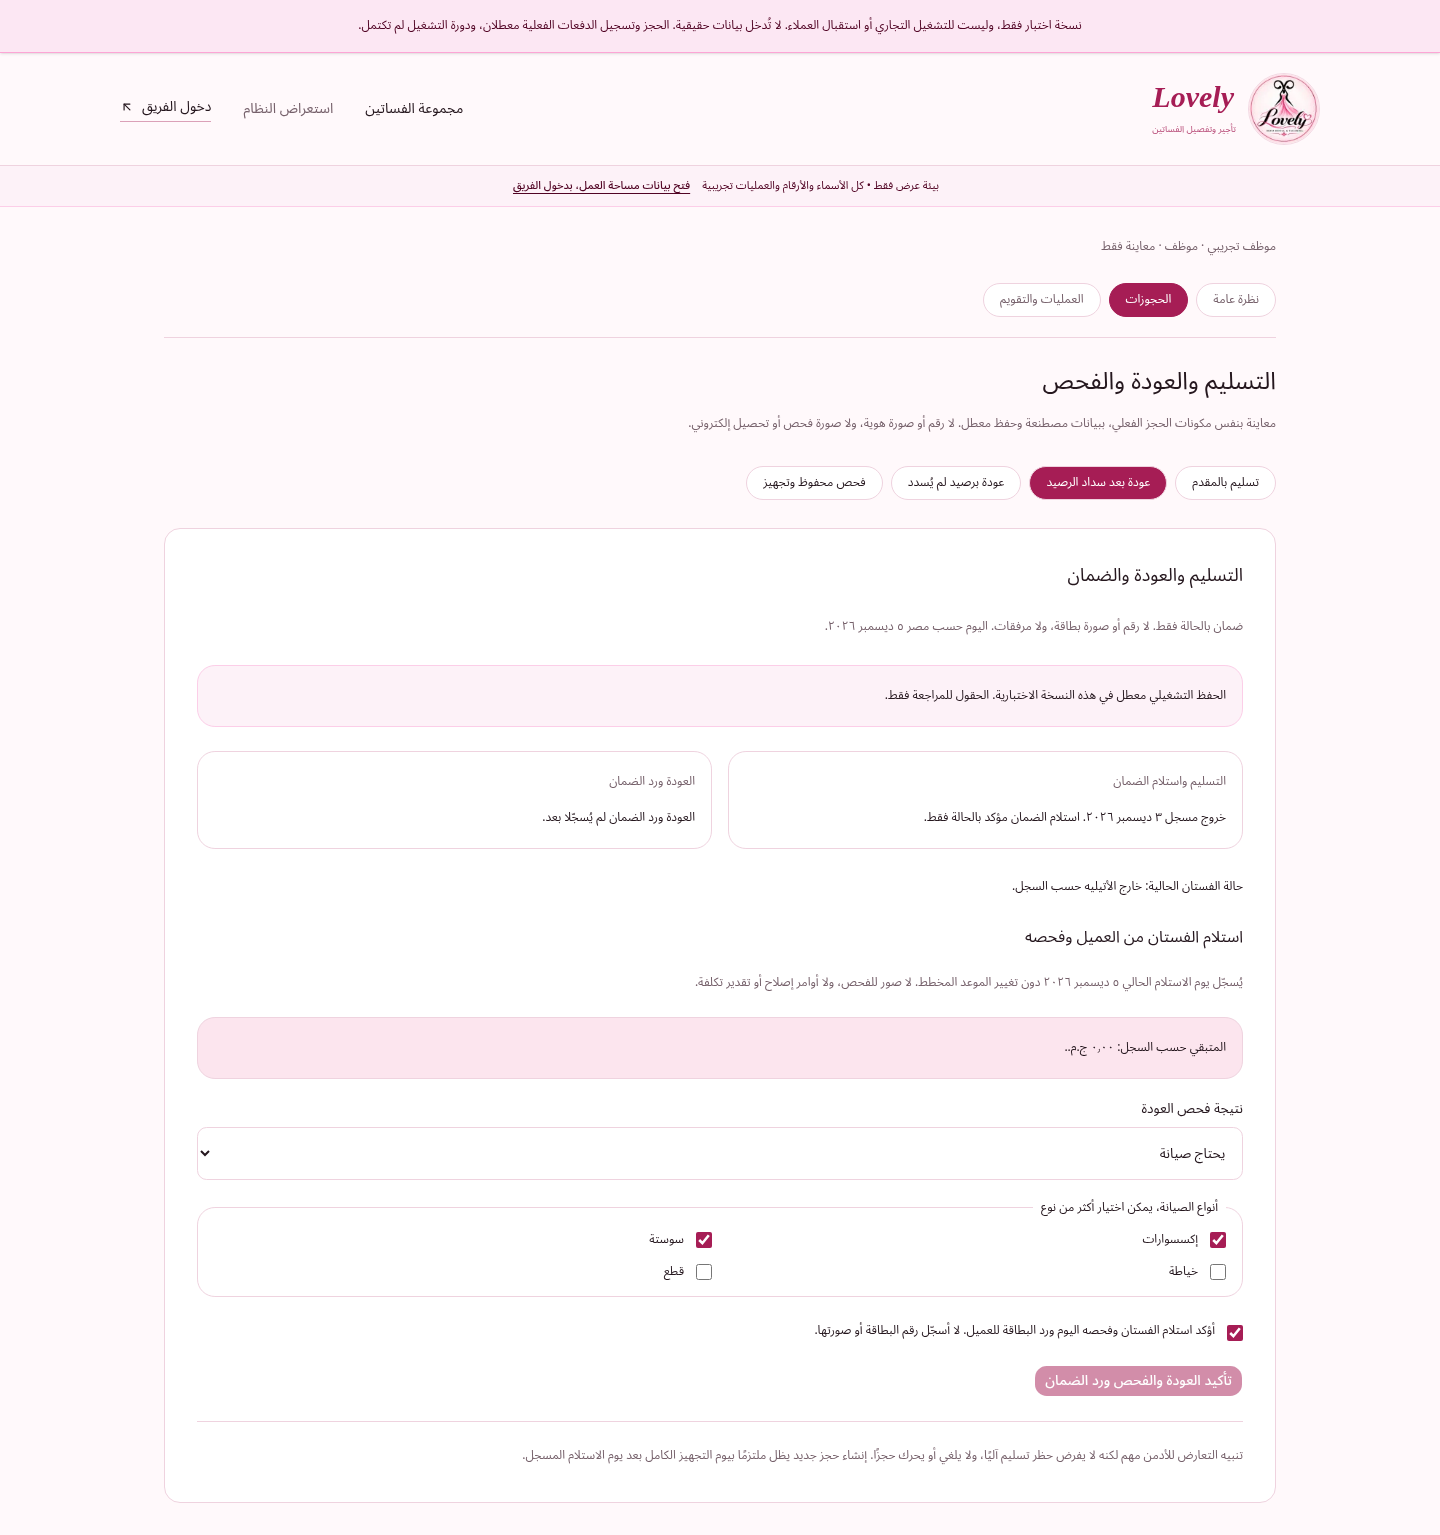 نسخة اختبار فقط، وليست للتشغيل التجاري أو استقبال العملاء. لا تُدخل بيانات حقيقية. الحجز وتسجيل الدفعات الفعلية معطلان، ودورة التشغيل لم تكتمل.
Lovely
Lovely
تأجير وتفصيل الفساتين
مجموعة الفساتين
استعراض النظام
دخول الفريق
بيئة عرض فقط • كل الأسماء والأرقام والعمليات تجريبية
فتح بيانات مساحة العمل، بدخول الفريق
موظف تجريبي · موظف · معاينة فقط
نظرة عامة
الحجوزات
العمليات والتقويم
التسليم والعودة والفحص
معاينة بنفس مكونات الحجز الفعلي، ببيانات مصطنعة وحفظ معطل. لا رقم أو صورة هوية، ولا صورة فحص أو تحصيل إلكتروني.
تسليم بالمقدم
عودة بعد سداد الرصيد
عودة برصيد لم يُسدد
فحص محفوظ وتجهيز
التسليم والعودة والضمان
ضمان بالحالة فقط. لا رقم أو صورة بطاقة، ولا مرفقات. اليوم حسب مصر ٥ ديسمبر ٢٠٢٦.
الحفظ التشغيلي معطل في هذه النسخة الاختبارية. الحقول للمراجعة فقط.
التسليم واستلام الضمان
خروج مسجل ٣ ديسمبر ٢٠٢٦. استلام الضمان مؤكد بالحالة فقط.
العودة ورد الضمان
العودة ورد الضمان لم يُسجّلا بعد.
حالة الفستان الحالية: خارج الأتيليه حسب السجل.
استلام الفستان من العميل وفحصه
يُسجّل يوم الاستلام الحالي ٥ ديسمبر ٢٠٢٦ دون تغيير الموعد المخطط. لا صور للفحص، ولا أوامر إصلاح أو تقدير تكلفة.
المتبقي حسب السجل: ٠٫٠٠ ج.م..
نتيجة فحص العودة
يحتاج صيانة
أنواع الصيانة، يمكن اختيار أكثر من نوع
إكسسوارات
سوستة
خياطة
قطع
أؤكد استلام الفستان وفحصه اليوم ورد البطاقة للعميل. لا أسجّل رقم البطاقة أو صورتها.
تأكيد العودة والفحص ورد الضمان
تنبيه التعارض للأدمن مهم لكنه لا يفرض حظر تسليم آليًا، ولا يلغي أو يحرك حجزًا. إنشاء حجز جديد يظل ملتزمًا بيوم التجهيز الكامل بعد يوم الاستلام المسجل.